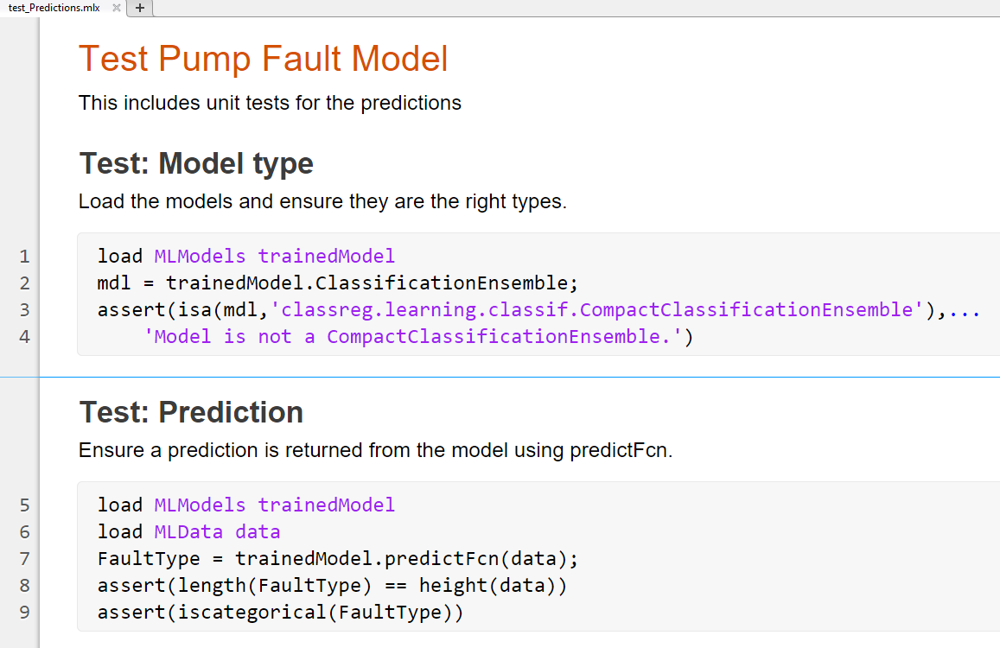 test_Predictions.mlx × +
Test Pump Fault Model
This includes unit tests for the predictions
Test: Model type
Load the models and ensure they are the right types.
1 load MLModels trainedModel
2 mdl = trainedModel.ClassificationEnsemble;
3 assert(isa(mdl,'classreg.learning.classif.CompactClassificationEnsemble'),...
4 'Model is not a CompactClassificationEnsemble.')
Test: Prediction
Ensure a prediction is returned from the model using predictFcn.
5 load MLModels trainedModel
6 load MLData data
7 FaultType = trainedModel.predictFcn(data);
8 assert(length(FaultType) == height(data))
9 assert(iscategorical(FaultType))